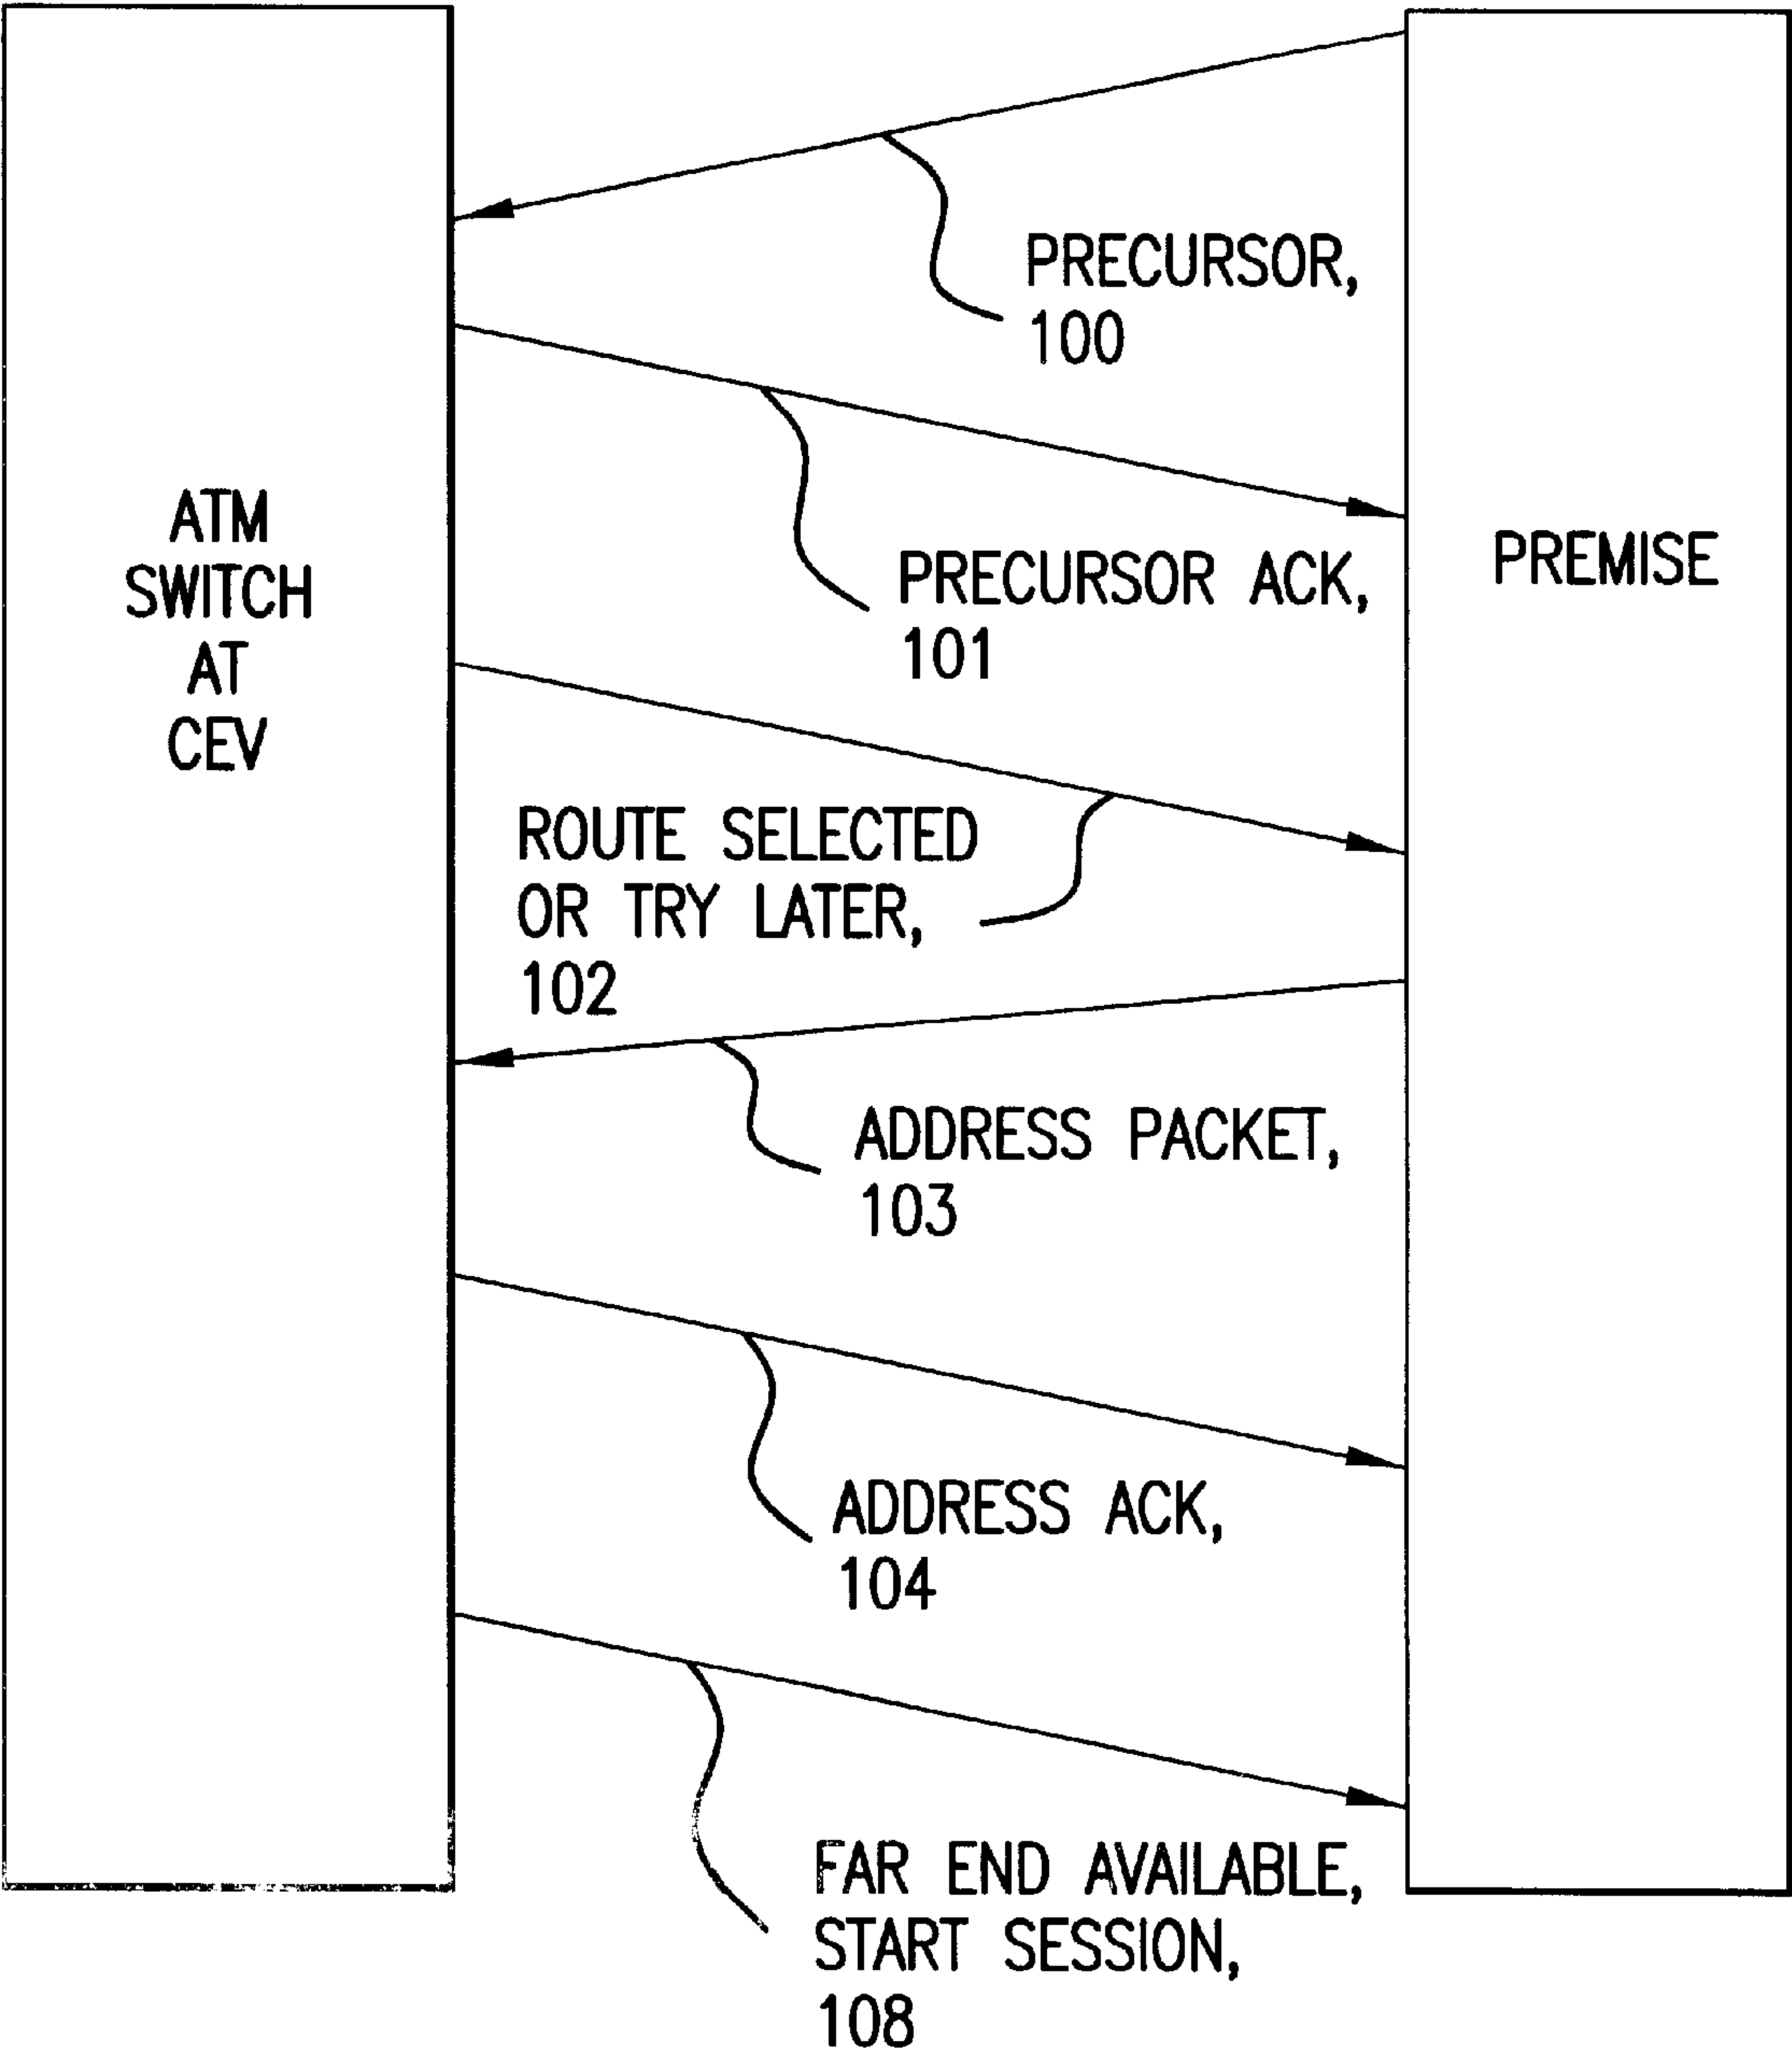 ATM
SWITCH
AT
CEV
PREMISE
PRECURSOR,
100
PRECURSOR ACK,
101
ROUTE SELECTED
OR TRY LATER,
102
ADDRESS PACKET,
103
ADDRESS ACK,
104
FAR END AVAILABLE,
START SESSION,
108